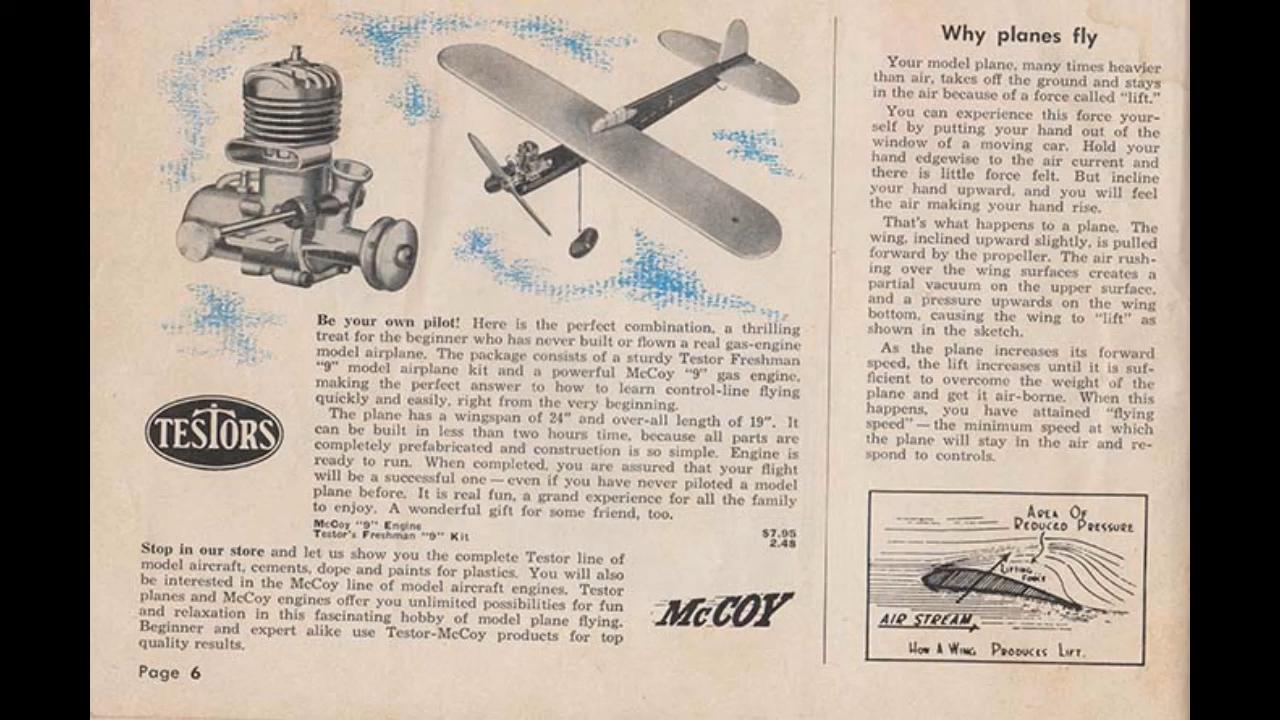 Be your own pilot! Here is the perfect combination, a thrilling
treat for the beginner who has never built or flown a real gas-engine
model airplane. The package consists of a sturdy Testor Freshman
"9" model airplane kit and a powerful McCoy "9" gas engine,
making the perfect answer to how to learn control-line flying
quickly and easily, right from the very beginning.
The plane has a wingspan of 24" and over-all length of 19". It
can be built in less than two hours time, because all parts are
completely prefabricated and construction is so simple. Engine is
ready to run. When completed, you are assured that your flight
will be a successful one — even if you have never piloted a model
plane before. It is real fun, a grand experience for all the family
to enjoy. A wonderful gift for some friend, too.
McCoy "9" Engine $7.95
Testor's Freshman "9" Kit 2.48
TESTORS
Stop in our store and let us show you the complete Testor line of
model aircraft, cements, dope and paints for plastics. You will also
be interested in the McCoy line of model aircraft engines. Testor
planes and McCoy engines offer you unlimited possibilities for fun
and relaxation in this fascinating hobby of model plane flying.
Beginner and expert alike use Testor-McCoy products for top
quality results.
McCOY
Page 6
Why planes fly
Your model plane, many times heavier
than air, takes off the ground and stays
in the air because of a force called "lift."
You can experience this force your-
self by putting your hand out of the
window of a moving car. Hold your
hand edgewise to the air current and
there is little force felt. But incline
your hand upward, and you will feel
the air making your hand rise.
That's what happens to a plane. The
wing, inclined upward slightly, is pulled
forward by the propeller. The air rush-
ing over the wing surfaces creates a
partial vacuum on the upper surface,
and a pressure upwards on the wing
bottom, causing the wing to "lift" as
shown in the sketch.
As the plane increases its forward
speed, the lift increases until it is suf-
ficient to overcome the weight of the
plane and get it air-borne. When this
happens, you have attained "flying
speed" — the minimum speed at which
the plane will stay in the air and re-
spond to controls.
AREA OF
REDUCED PRESSURE
LIFTING
FORCE
AIR STREAM
HOW A WING PRODUCES LIFT.